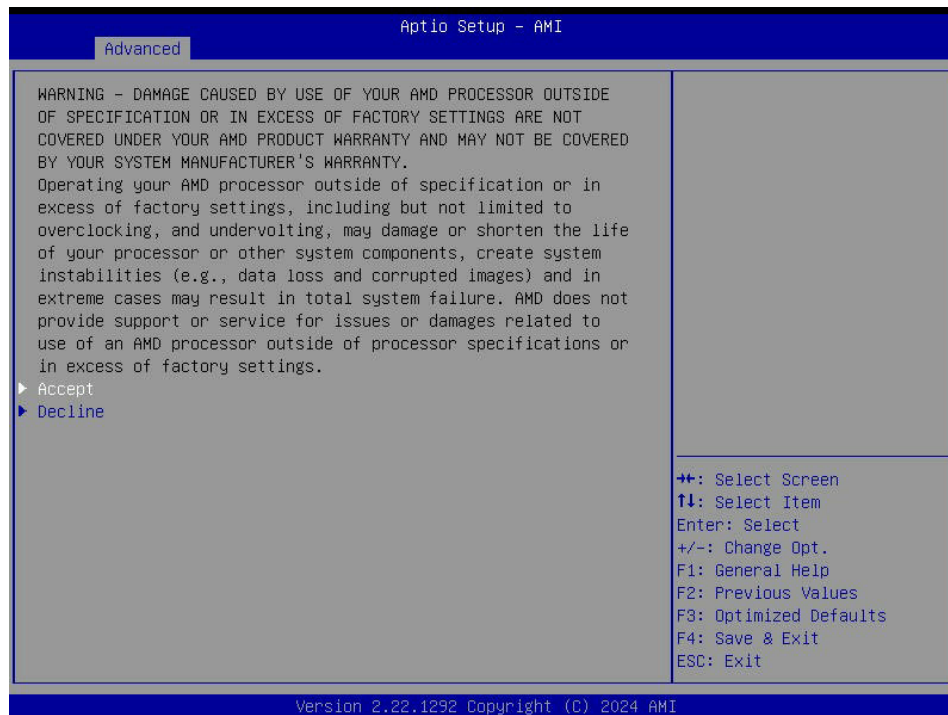 Aptio Setup – AMI
Advanced
WARNING – DAMAGE CAUSED BY USE OF YOUR AMD PROCESSOR OUTSIDE
OF SPECIFICATION OR IN EXCESS OF FACTORY SETTINGS ARE NOT
COVERED UNDER YOUR AMD PRODUCT WARRANTY AND MAY NOT BE COVERED
BY YOUR SYSTEM MANUFACTURER'S WARRANTY.
Operating your AMD processor outside of specification or in
excess of factory settings, including but not limited to
overclocking, and undervolting, may damage or shorten the life
of your processor or other system components, create system
instabilities (e.g., data loss and corrupted images) and in
extreme cases may result in total system failure. AMD does not
provide support or service for issues or damages related to
use of an AMD processor outside of processor specifications or
in excess of factory settings.
▶ Accept
▶ Decline
→←: Select Screen
↑↓: Select Item
Enter: Select
+/-: Change Opt.
F1: General Help
F2: Previous Values
F3: Optimized Defaults
F4: Save & Exit
ESC: Exit
Version 2.22.1292 Copyright (C) 2024 AMI